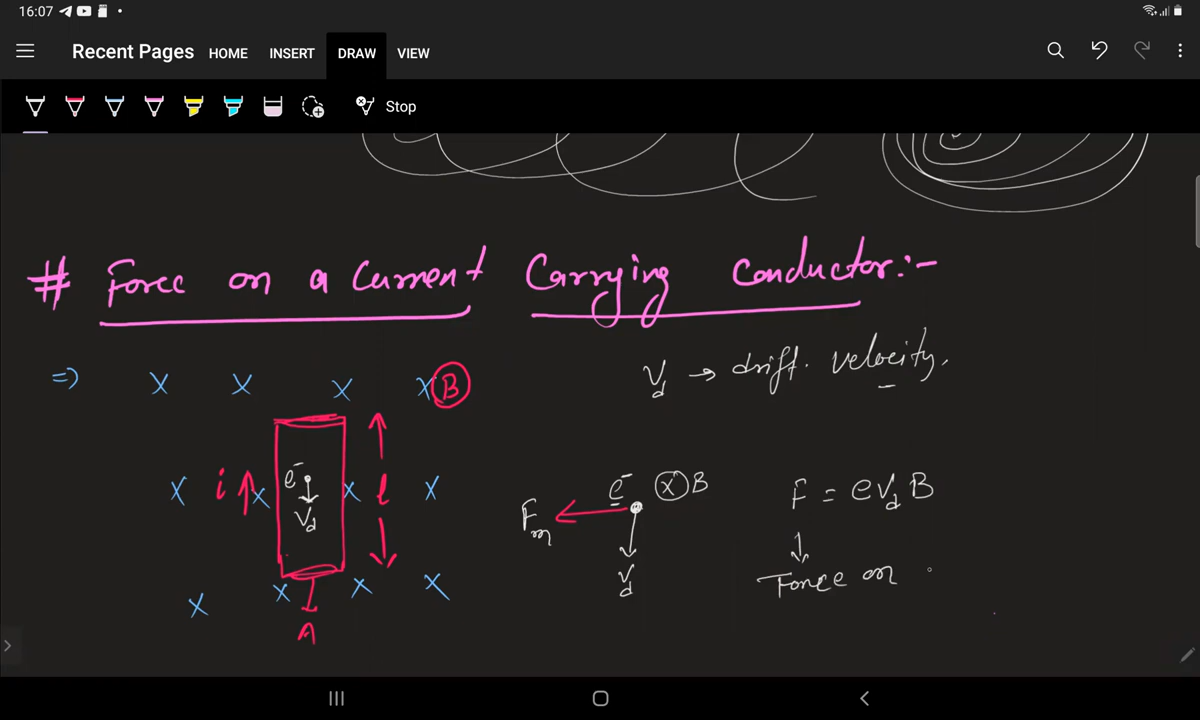 16:07
Recent Pages HOME INSERT DRAW VIEW
Stop
# Force on a Current Carrying Conductor:-
=> X X X X B
V_d → drift velocity.
X i ↑ X e⁻ X l X
V_d
X X X X
A
e⁻ (X) B
F_m
V_d
F = e V_d B
↓
Force on